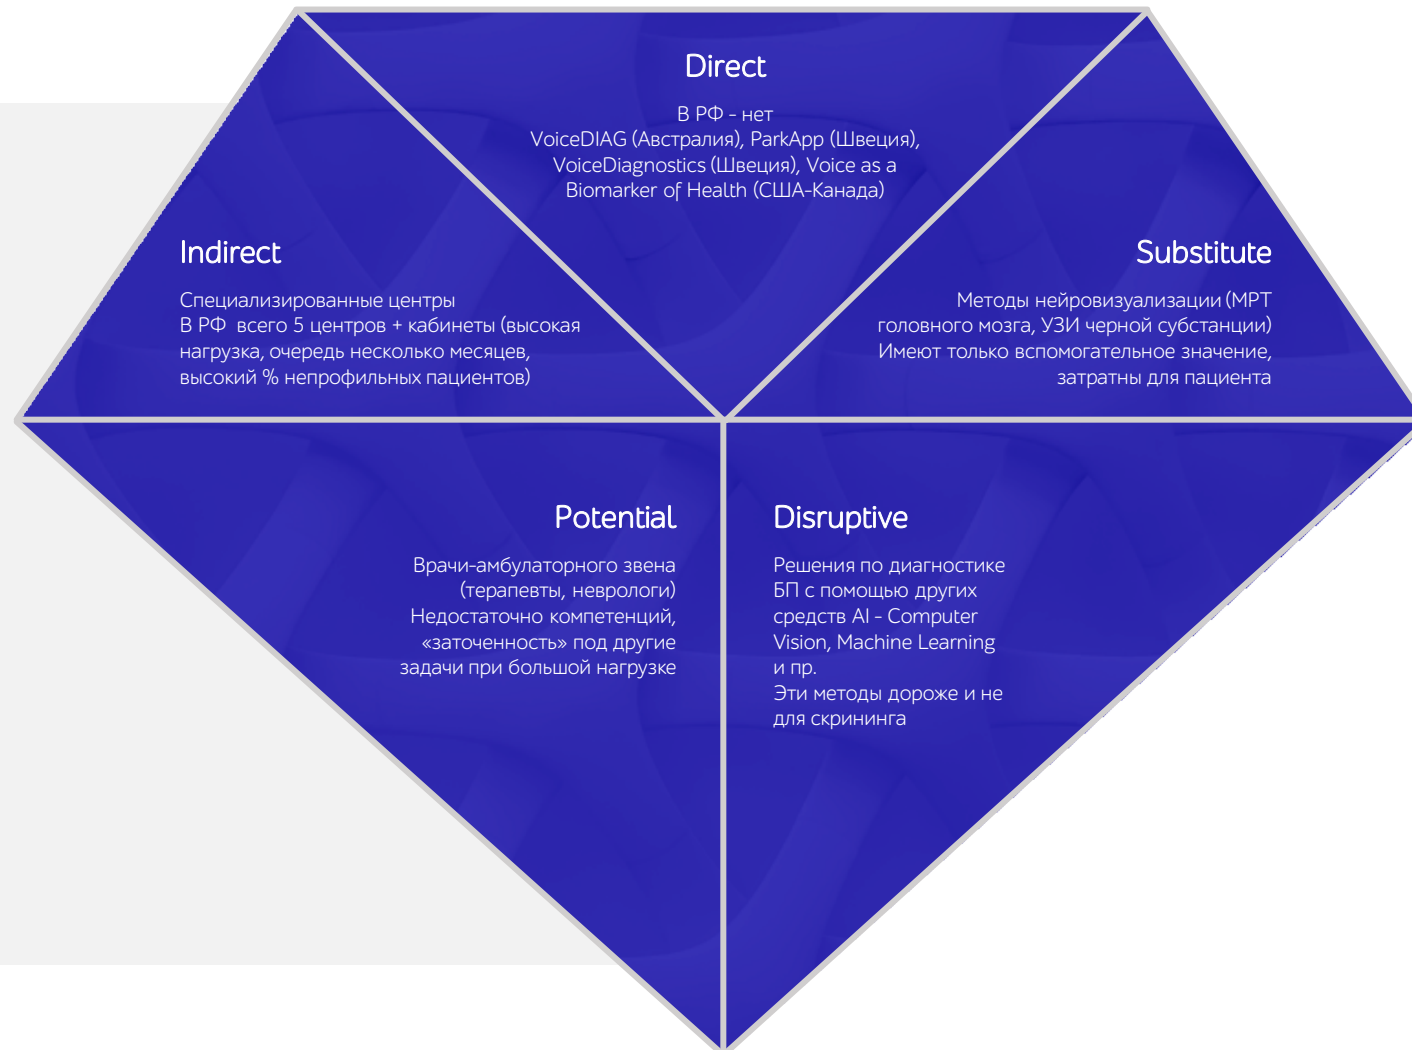 Direct
В РФ - нет
VoiceDIAG (Австралия), ParkApp (Швеция),
VoiceDiagnostics (Швеция), Voice as a
Biomarker of Health (США-Канада)
Indirect
Специализированные центры
В РФ всего 5 центров + кабинеты (высокая
нагрузка, очередь несколько месяцев,
высокий % непрофильных пациентов)
Substitute
Методы нейровизуализации (МРТ
головного мозга, УЗИ черной субстанции)
Имеют только вспомогательное значение,
затратны для пациента
Potential
Врачи-амбулаторного звена
(терапевты, неврологи)
Недостаточно компетенций,
«заточенность» под другие
задачи при большой нагрузке
Disruptive
Решения по диагностике
БП с помощью других
средств AI - Computer
Vision, Machine Learning
и пр.
Эти методы дороже и не
для скрининга